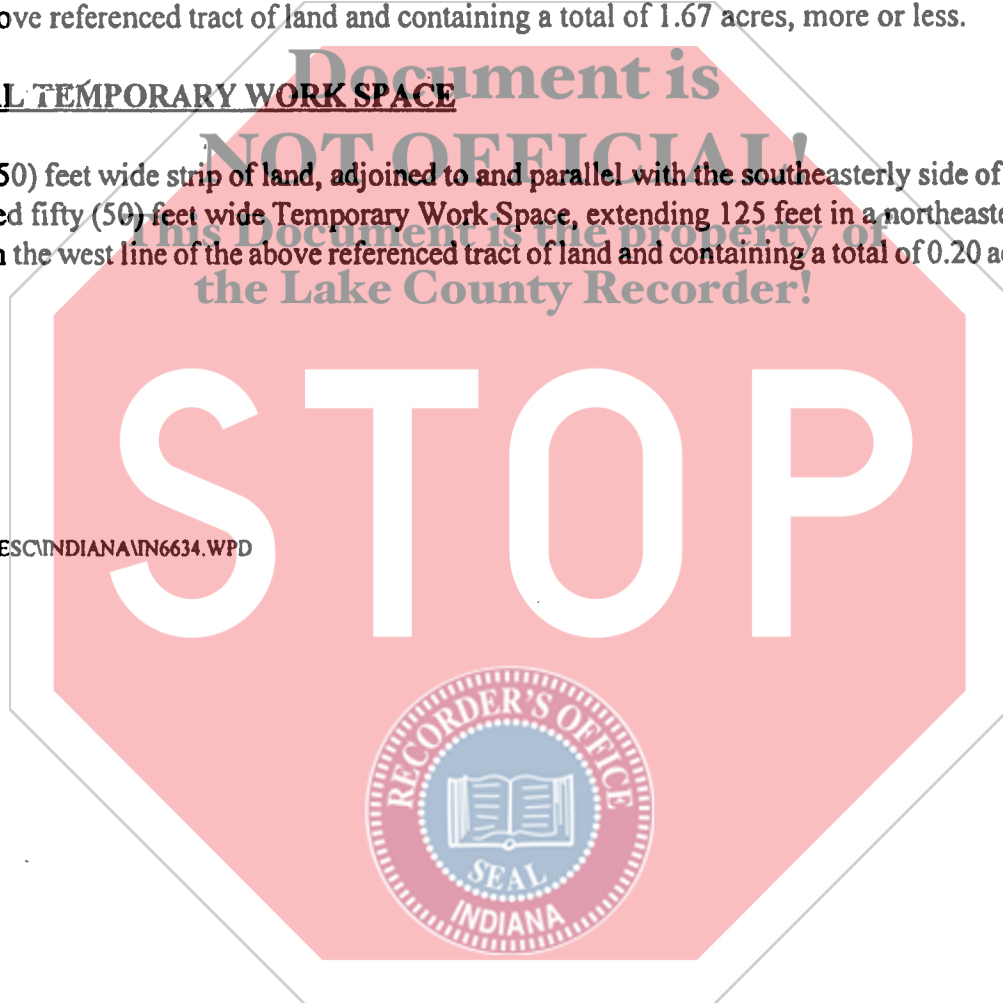 ove referenced tract of land and containing a total of 1.67 acres, more or less.
Document is
L TEMPORARY WORK SPACE
NOT OFFICIAL!
50) feet wide strip of land, adjoined to and parallel with the southeasterly side of
ed fifty (50) feet wide Temporary Work Space, extending 125 feet in a northeast
This Document is the property of
the west line of the above referenced tract of land and containing a total of 0.20 a
the Lake County Recorder!
STOP
ESC\INDIANA\IN6634.WPD
RECORDER'S OFFICE
SEAL
INDIANA